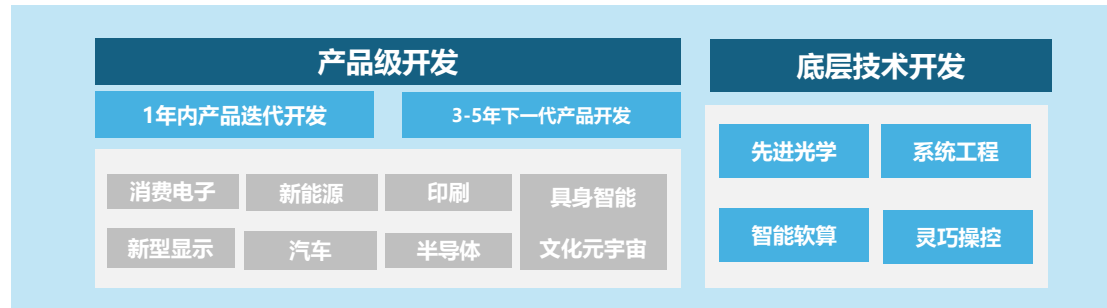 产品级开发
底层技术开发
1年内产品迭代开发
3-5年下一代产品开发
消费电子
新能源
印刷
具身智能
新型显示
汽车
半导体
文化元宇宙
先进光学
系统工程
智能软算
灵巧操控